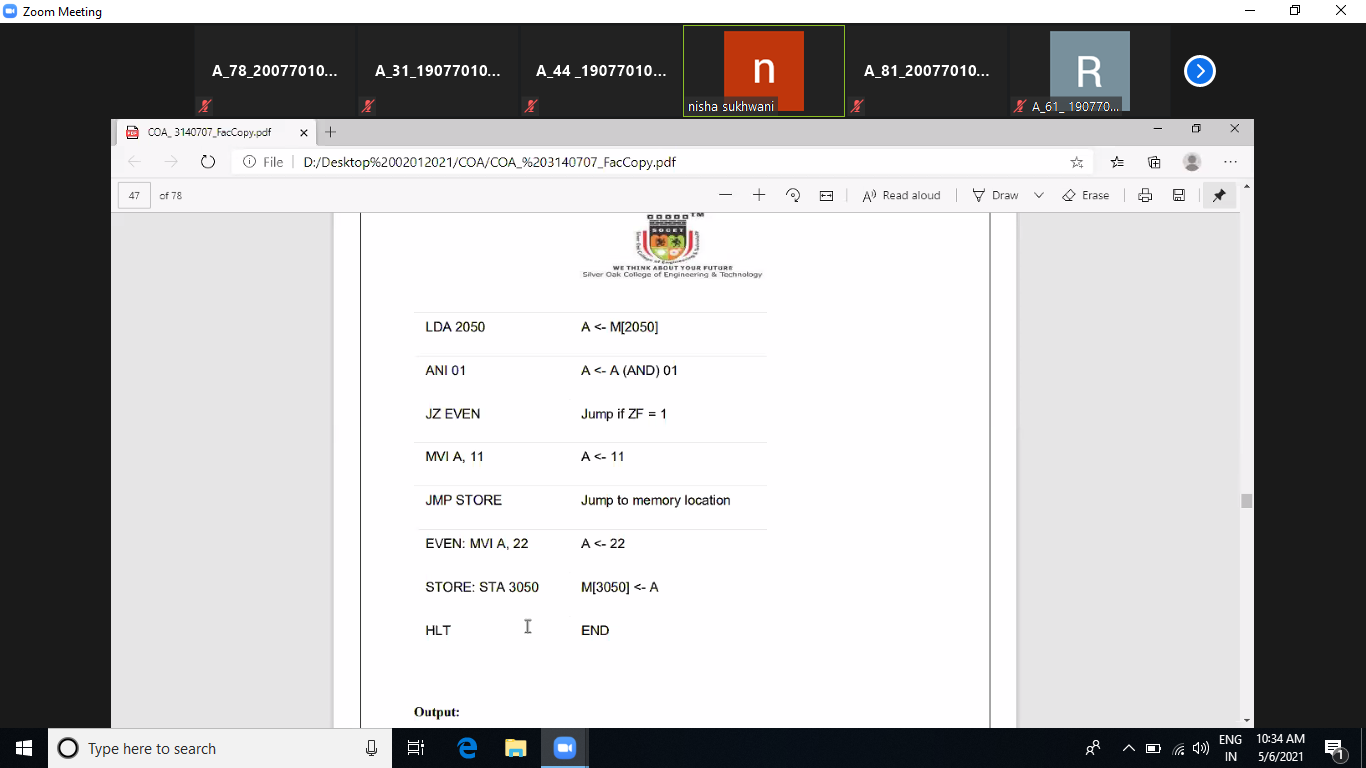 Zoom Meeting
A_78_20077010...
A_31_19077010...
A_44 _19077010...
n
nisha sukhwani
A_81_20077010...
R
A_61_ 190770...
COA_ 3140707_FacCopy.pdf
File
D:/Desktop%2002012021/COA/COA_%203140707_FacCopy.pdf
47 of 78
Read aloud
Draw
Erase
TM
SOCET
WE THINK ABOUT YOUR FUTURE
Silver Oak College of Engineering & Technology
LDA 2050 A <- M[2050]
ANI 01 A <- A (AND) 01
JZ EVEN Jump if ZF = 1
MVI A, 11 A <- 11
JMP STORE Jump to memory location
EVEN: MVI A, 22 A <- 22
STORE: STA 3050 M[3050] <- A
HLT END
Output:
Type here to search
ENG
IN
10:34 AM
5/6/2021
1